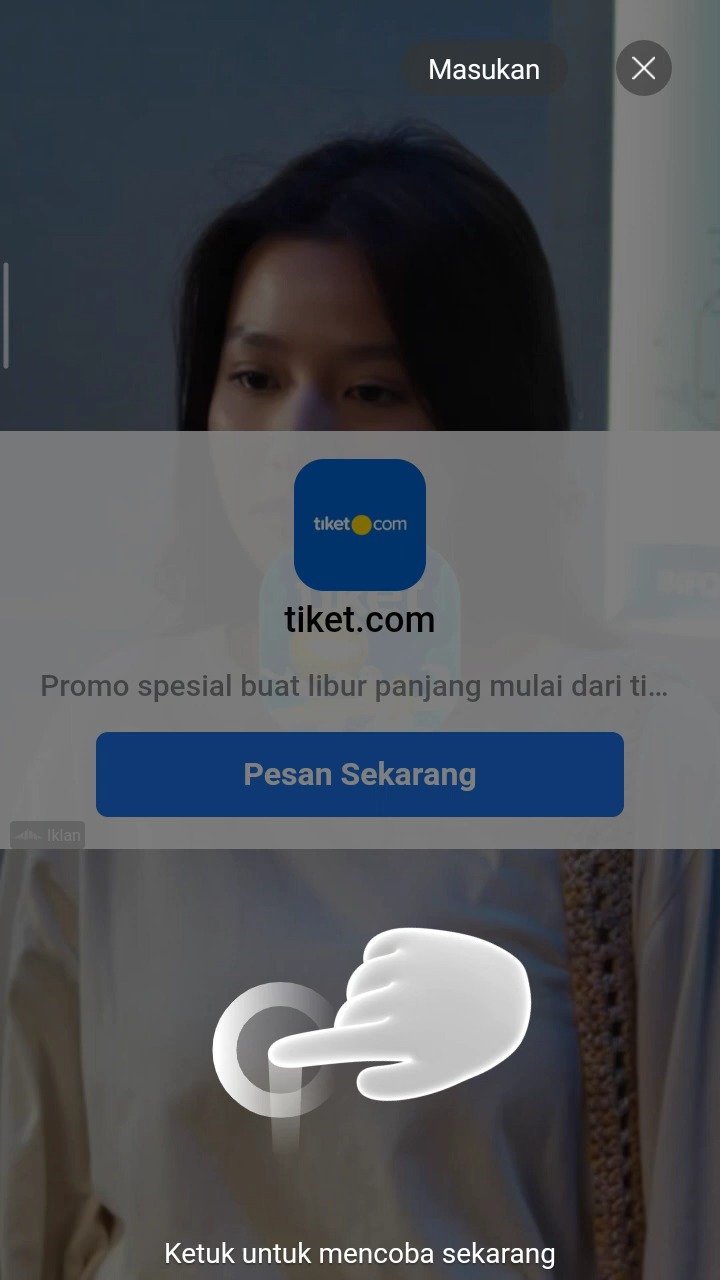 Masukan
tiket com
tiket.com
Promo spesial buat libur panjang mulai dari ti...
Pesan Sekarang
Iklan
Ketuk untuk mencoba sekarang